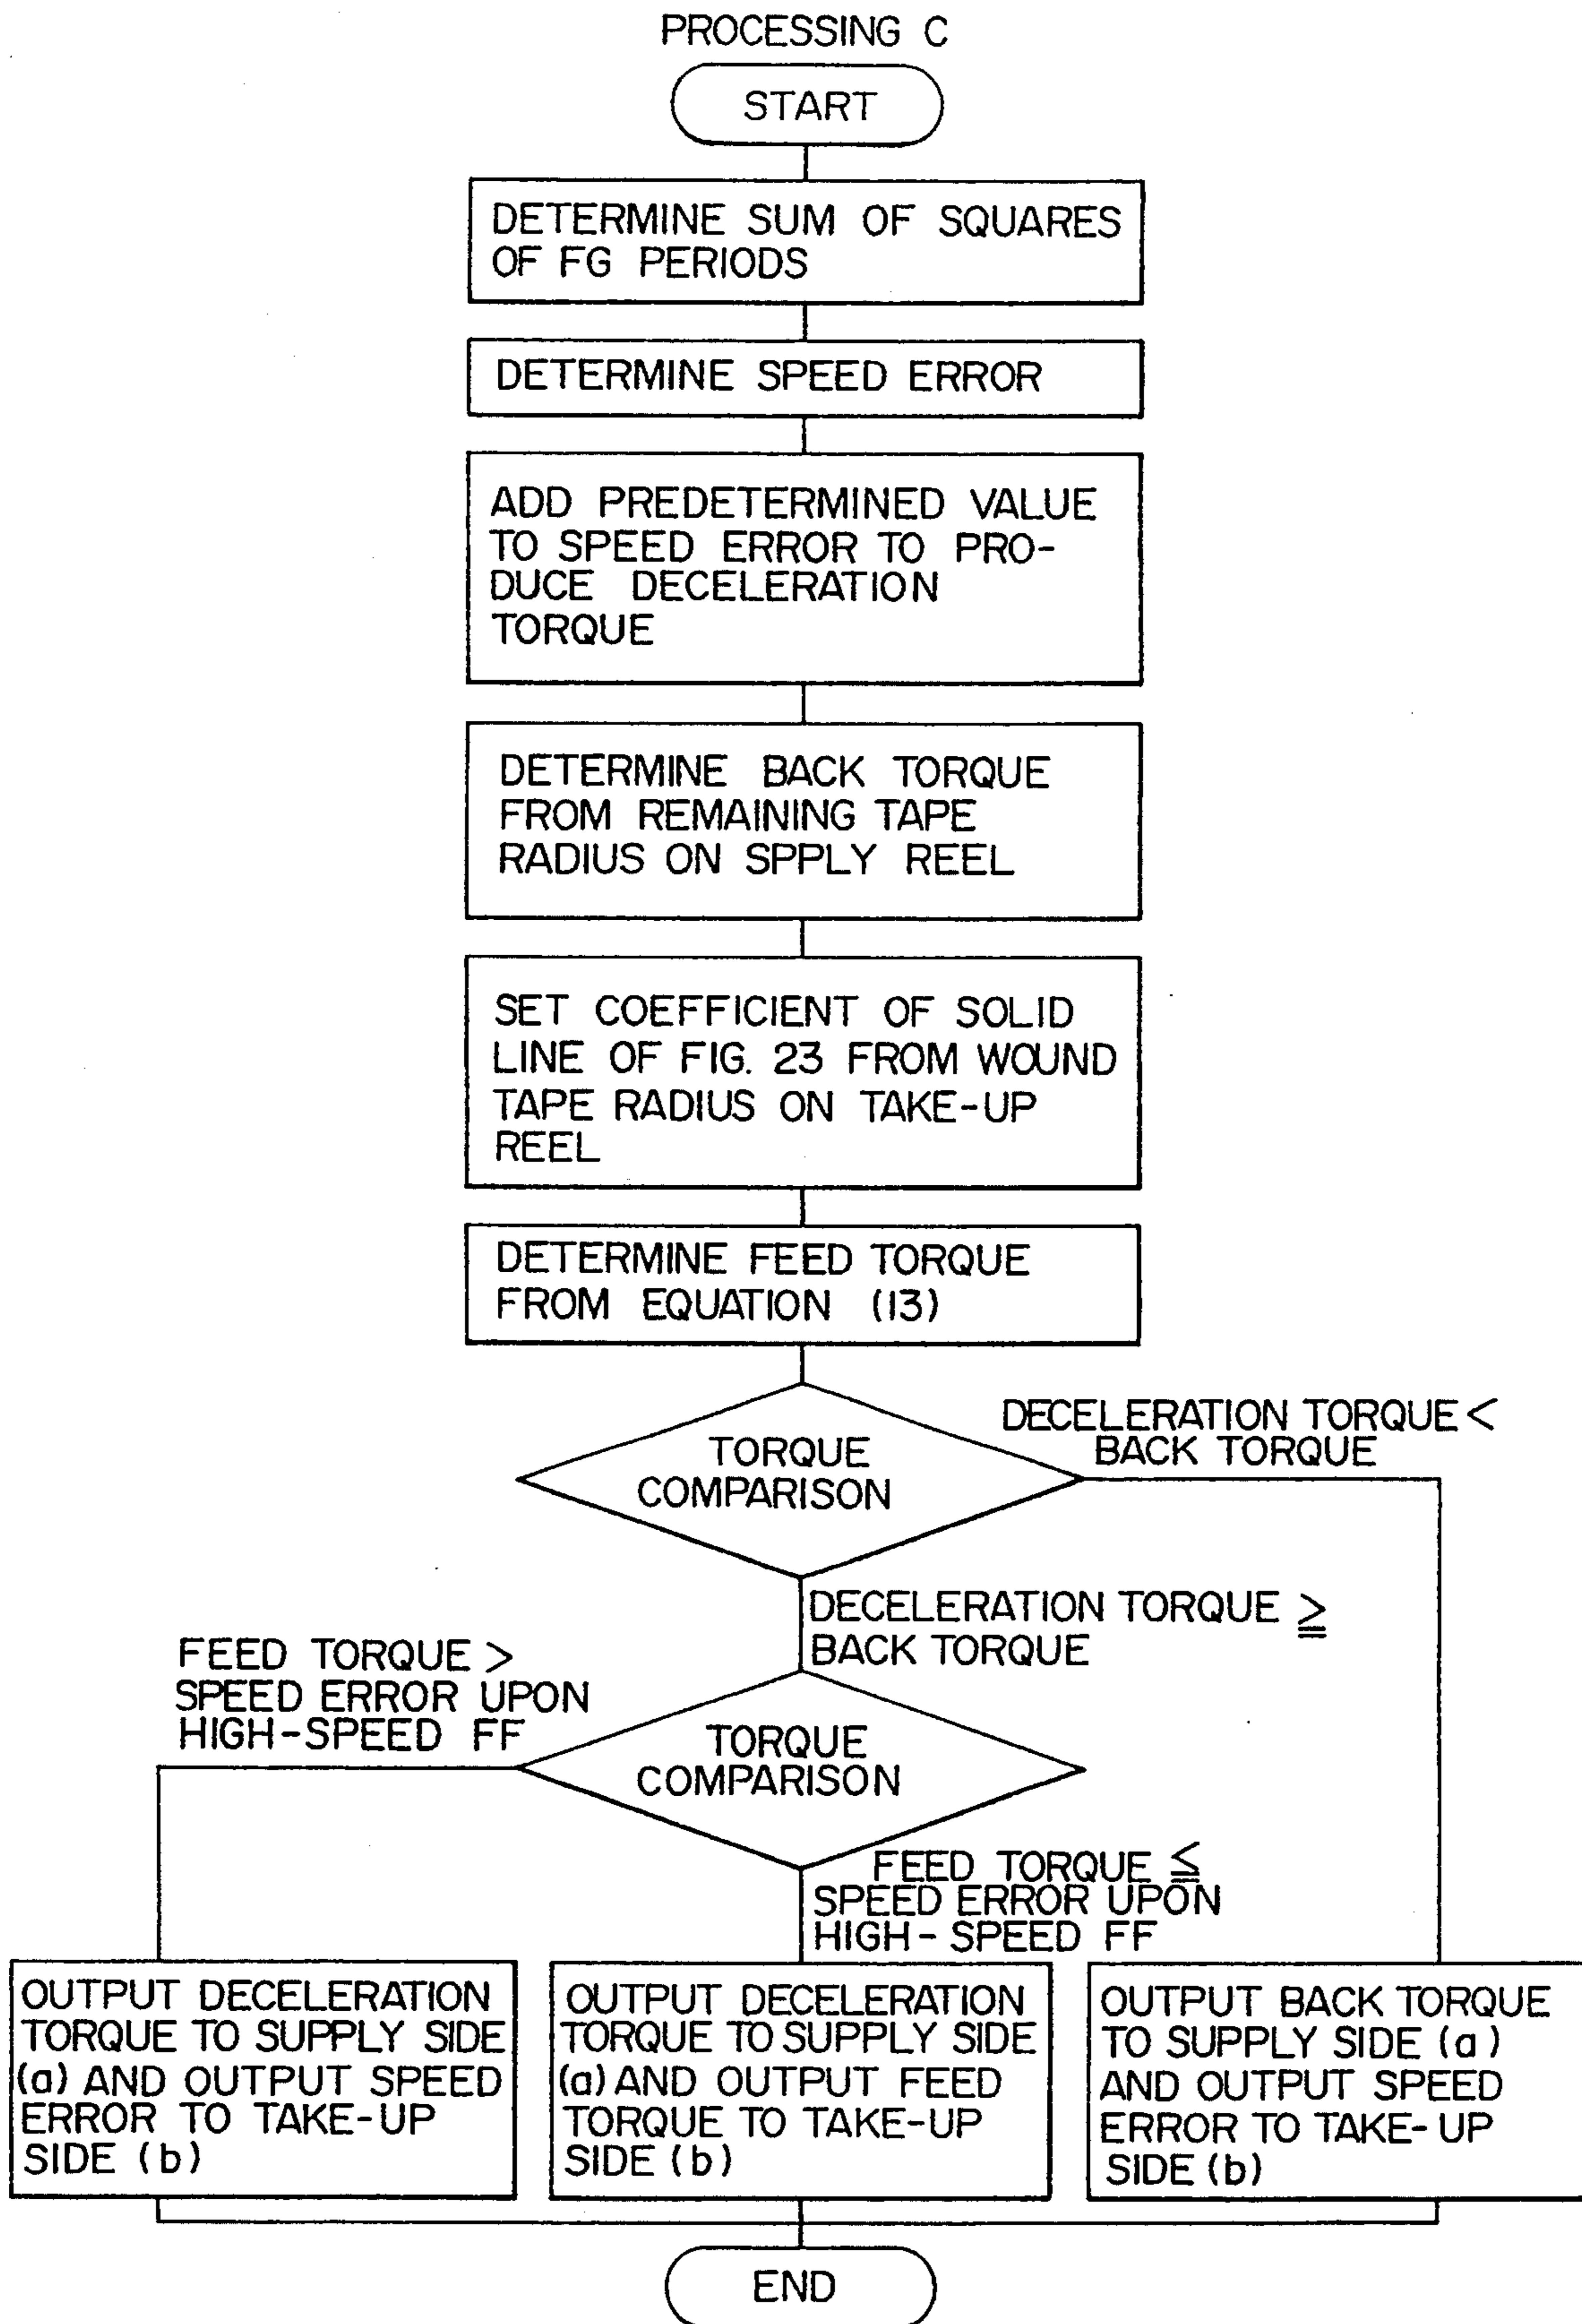 PROCESSING C
START
DETERMINE SUM OF SQUARES
OF FG PERIODS
DETERMINE SPEED ERROR
ADD PREDETERMINED VALUE
TO SPEED ERROR TO PRO-
DUCE DECELERATION
TORQUE
DETERMINE BACK TORQUE
FROM REMAINING TAPE
RADIUS ON SPPLY REEL
SET COEFFICIENT OF SOLID
LINE OF FIG. 23 FROM WOUND
TAPE RADIUS ON TAKE-UP
REEL
DETERMINE FEED TORQUE
FROM EQUATION (13)
TORQUE
COMPARISON
DECELERATION TORQUE <
BACK TORQUE
DECELERATION TORQUE ≧
BACK TORQUE
FEED TORQUE >
SPEED ERROR UPON
HIGH-SPEED FF
TORQUE
COMPARISON
FEED TORQUE ≦
SPEED ERROR UPON
HIGH-SPEED FF
OUTPUT DECELERATION
TORQUE TO SUPPLY SIDE
(a) AND OUTPUT SPEED
ERROR TO TAKE-UP
SIDE (b)
OUTPUT DECELERATION
TORQUE TO SUPPLY SIDE
(a) AND OUTPUT FEED
TORQUE TO TAKE-UP
SIDE (b)
OUTPUT BACK TORQUE
TO SUPPLY SIDE (a)
AND OUTPUT SPEED
ERROR TO TAKE-UP
SIDE (b)
END